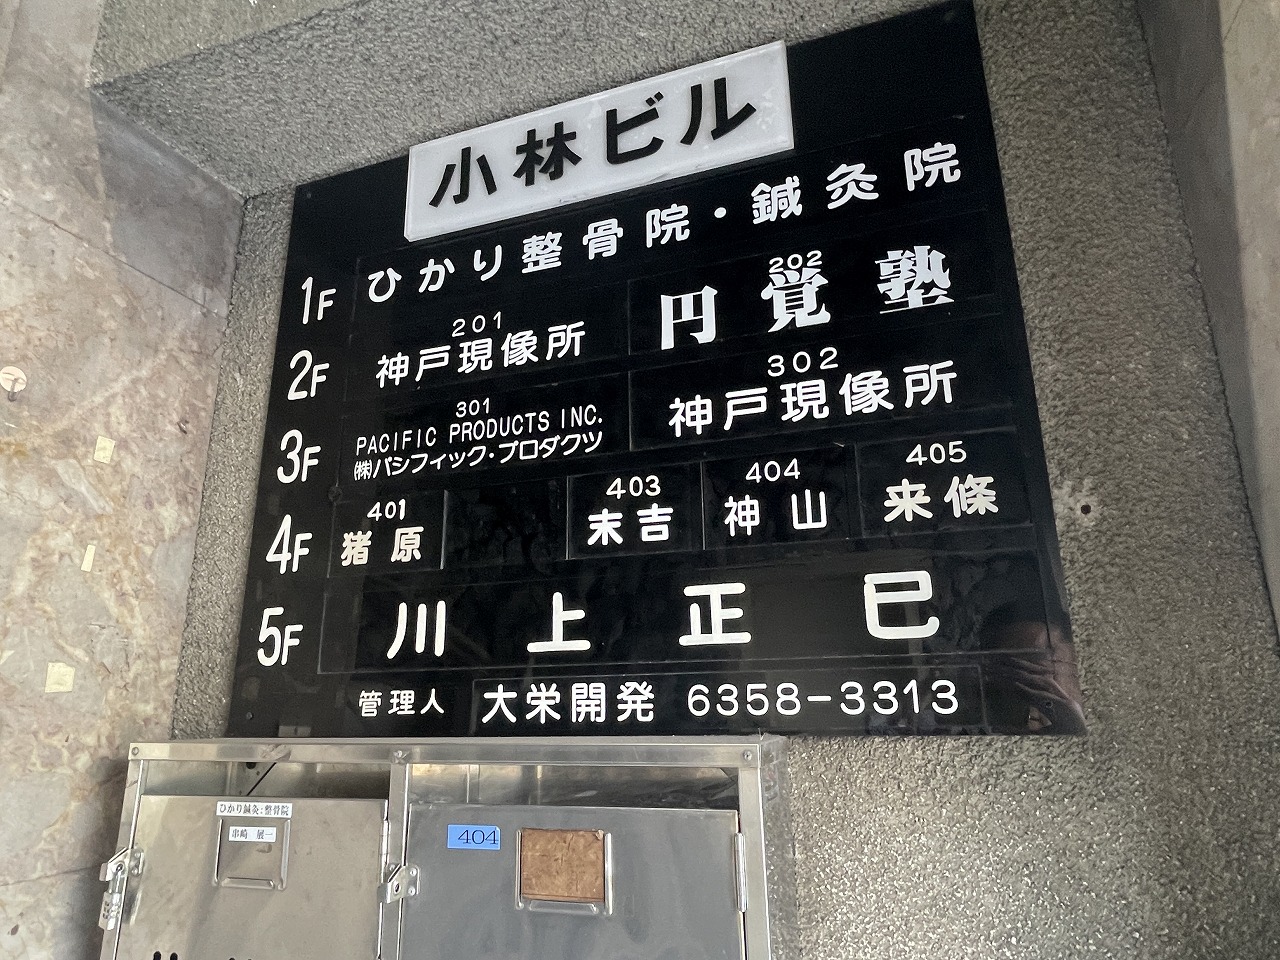 小林ビル
1F ひかり整骨院・鍼灸院
2F 201 神戸現像所 202 円覚塾
3F 301 PACIFIC PRODUCTS INC. ㈱パシフィック・プロダクツ 302 神戸現像所
4F 401 猪原 403 末吉 404 神山 405 来條
5F 川上正巳
管理人 大栄開発 6358-3313
ひかり鍼灸:整骨院
串崎 展一
404